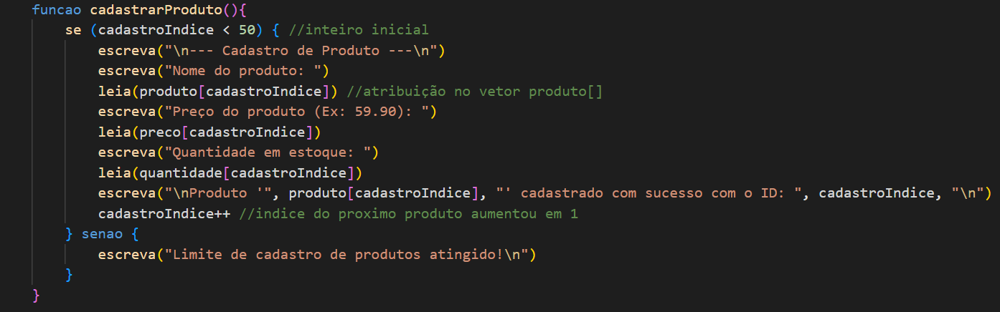 funcao cadastrarProduto(){
    se (cadastroIndice < 50) { //inteiro inicial
        escreva("\n--- Cadastro de Produto ---\n")
        escreva("Nome do produto: ")
        leia(produto[cadastroIndice]) //atribuição no vetor produto[]
        escreva("Preço do produto (Ex: 59.90): ")
        leia(preco[cadastroIndice])
        escreva("Quantidade em estoque: ")
        leia(quantidade[cadastroIndice])
        escreva("\nProduto '", produto[cadastroIndice], "' cadastrado com sucesso com o ID: ", cadastroIndice, "\n")
        cadastroIndice++ //indice do proximo produto aumentou em 1
    } senao {
        escreva("Limite de cadastro de produtos atingido!\n")
    }
}